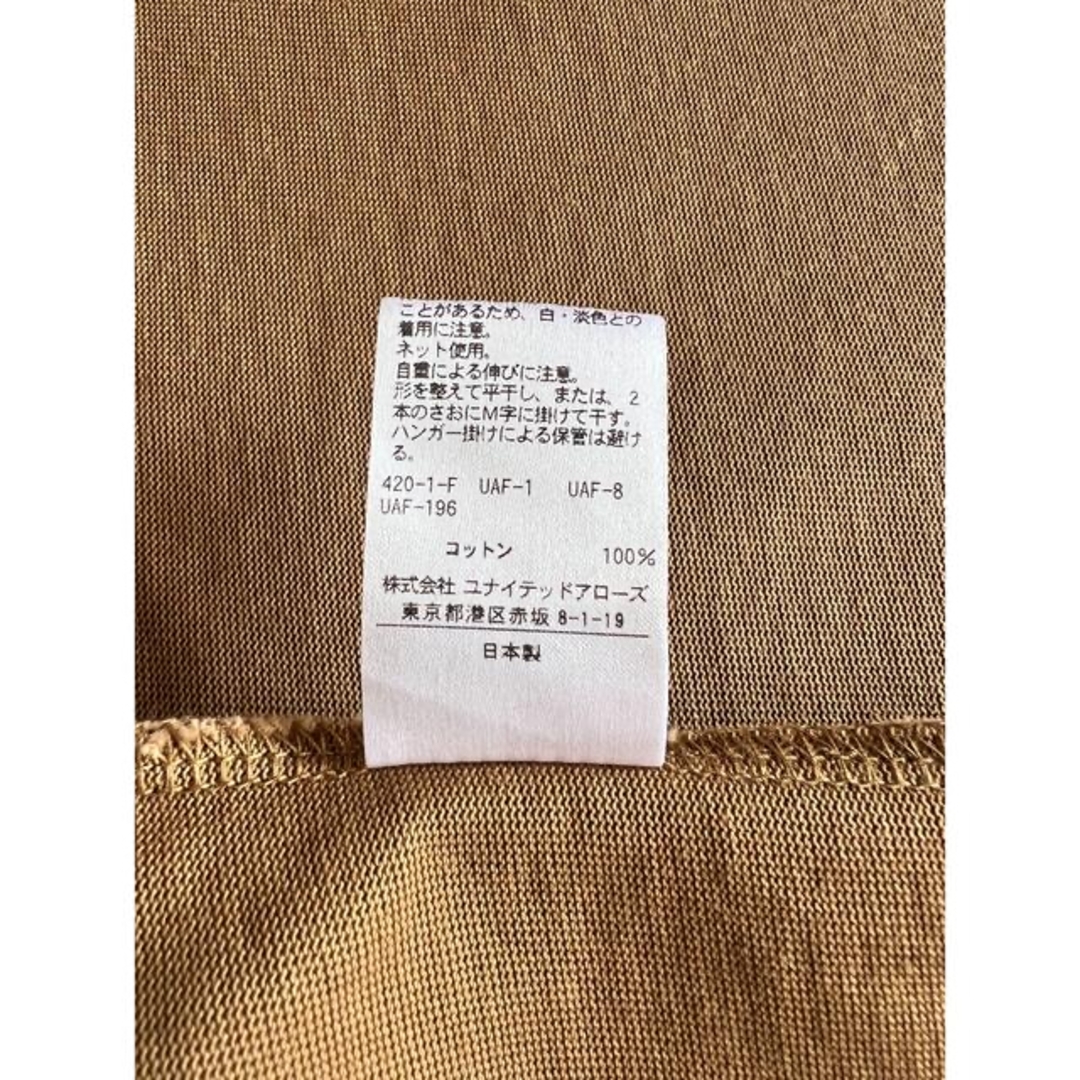 ことがあるため、白・淡色との
着用に注意。
ネット使用。
自重による伸びに注意。
形を整えて平干し、または、2
本のさおにM字に掛けて干す。
ハンガー掛けによる保管は避け
る。
420-1-F UAF-1 UAF-8
UAF-196
コットン 100%
株式会社 ユナイテッドアローズ
東京都港区赤坂 8-1-19
日本製